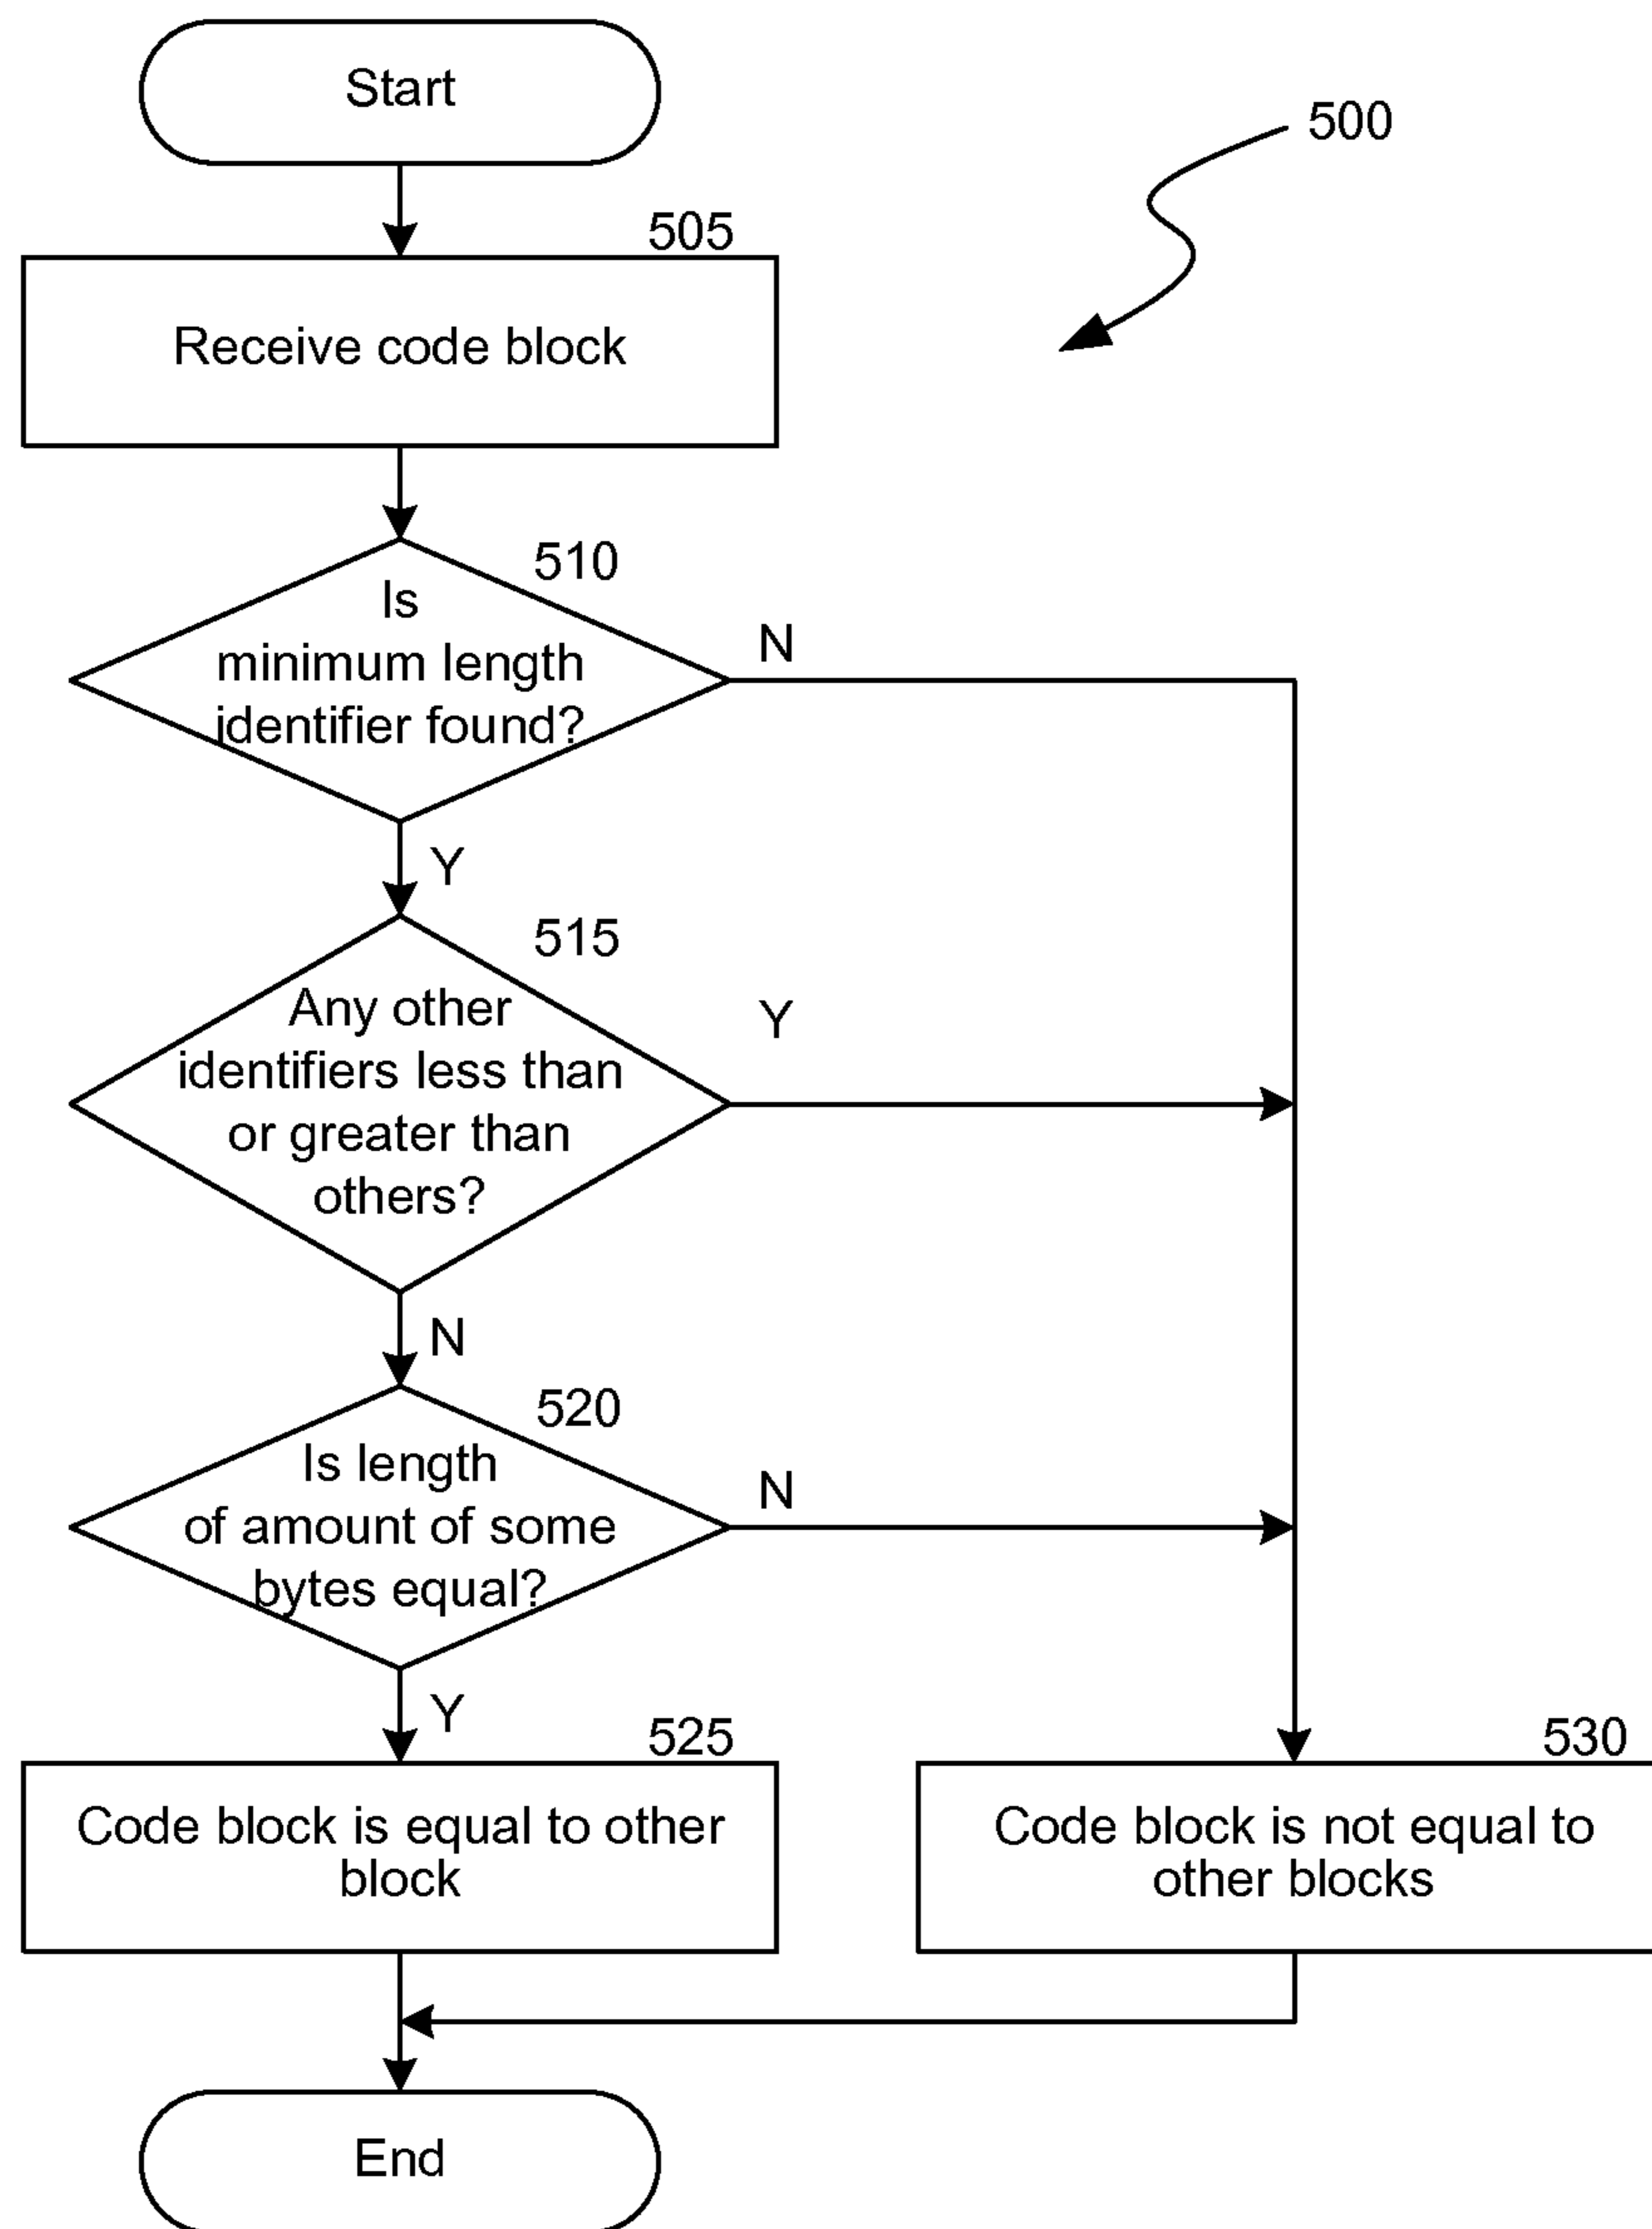 Start
500
505
Receive code block
510
Is
minimum length
identifier found?
N
Y
515
Any other
identifiers less than
or greater than
others?
Y
N
520
Is length
of amount of some
bytes equal?
N
Y
525
Code block is equal to other
block
530
Code block is not equal to
other blocks
End